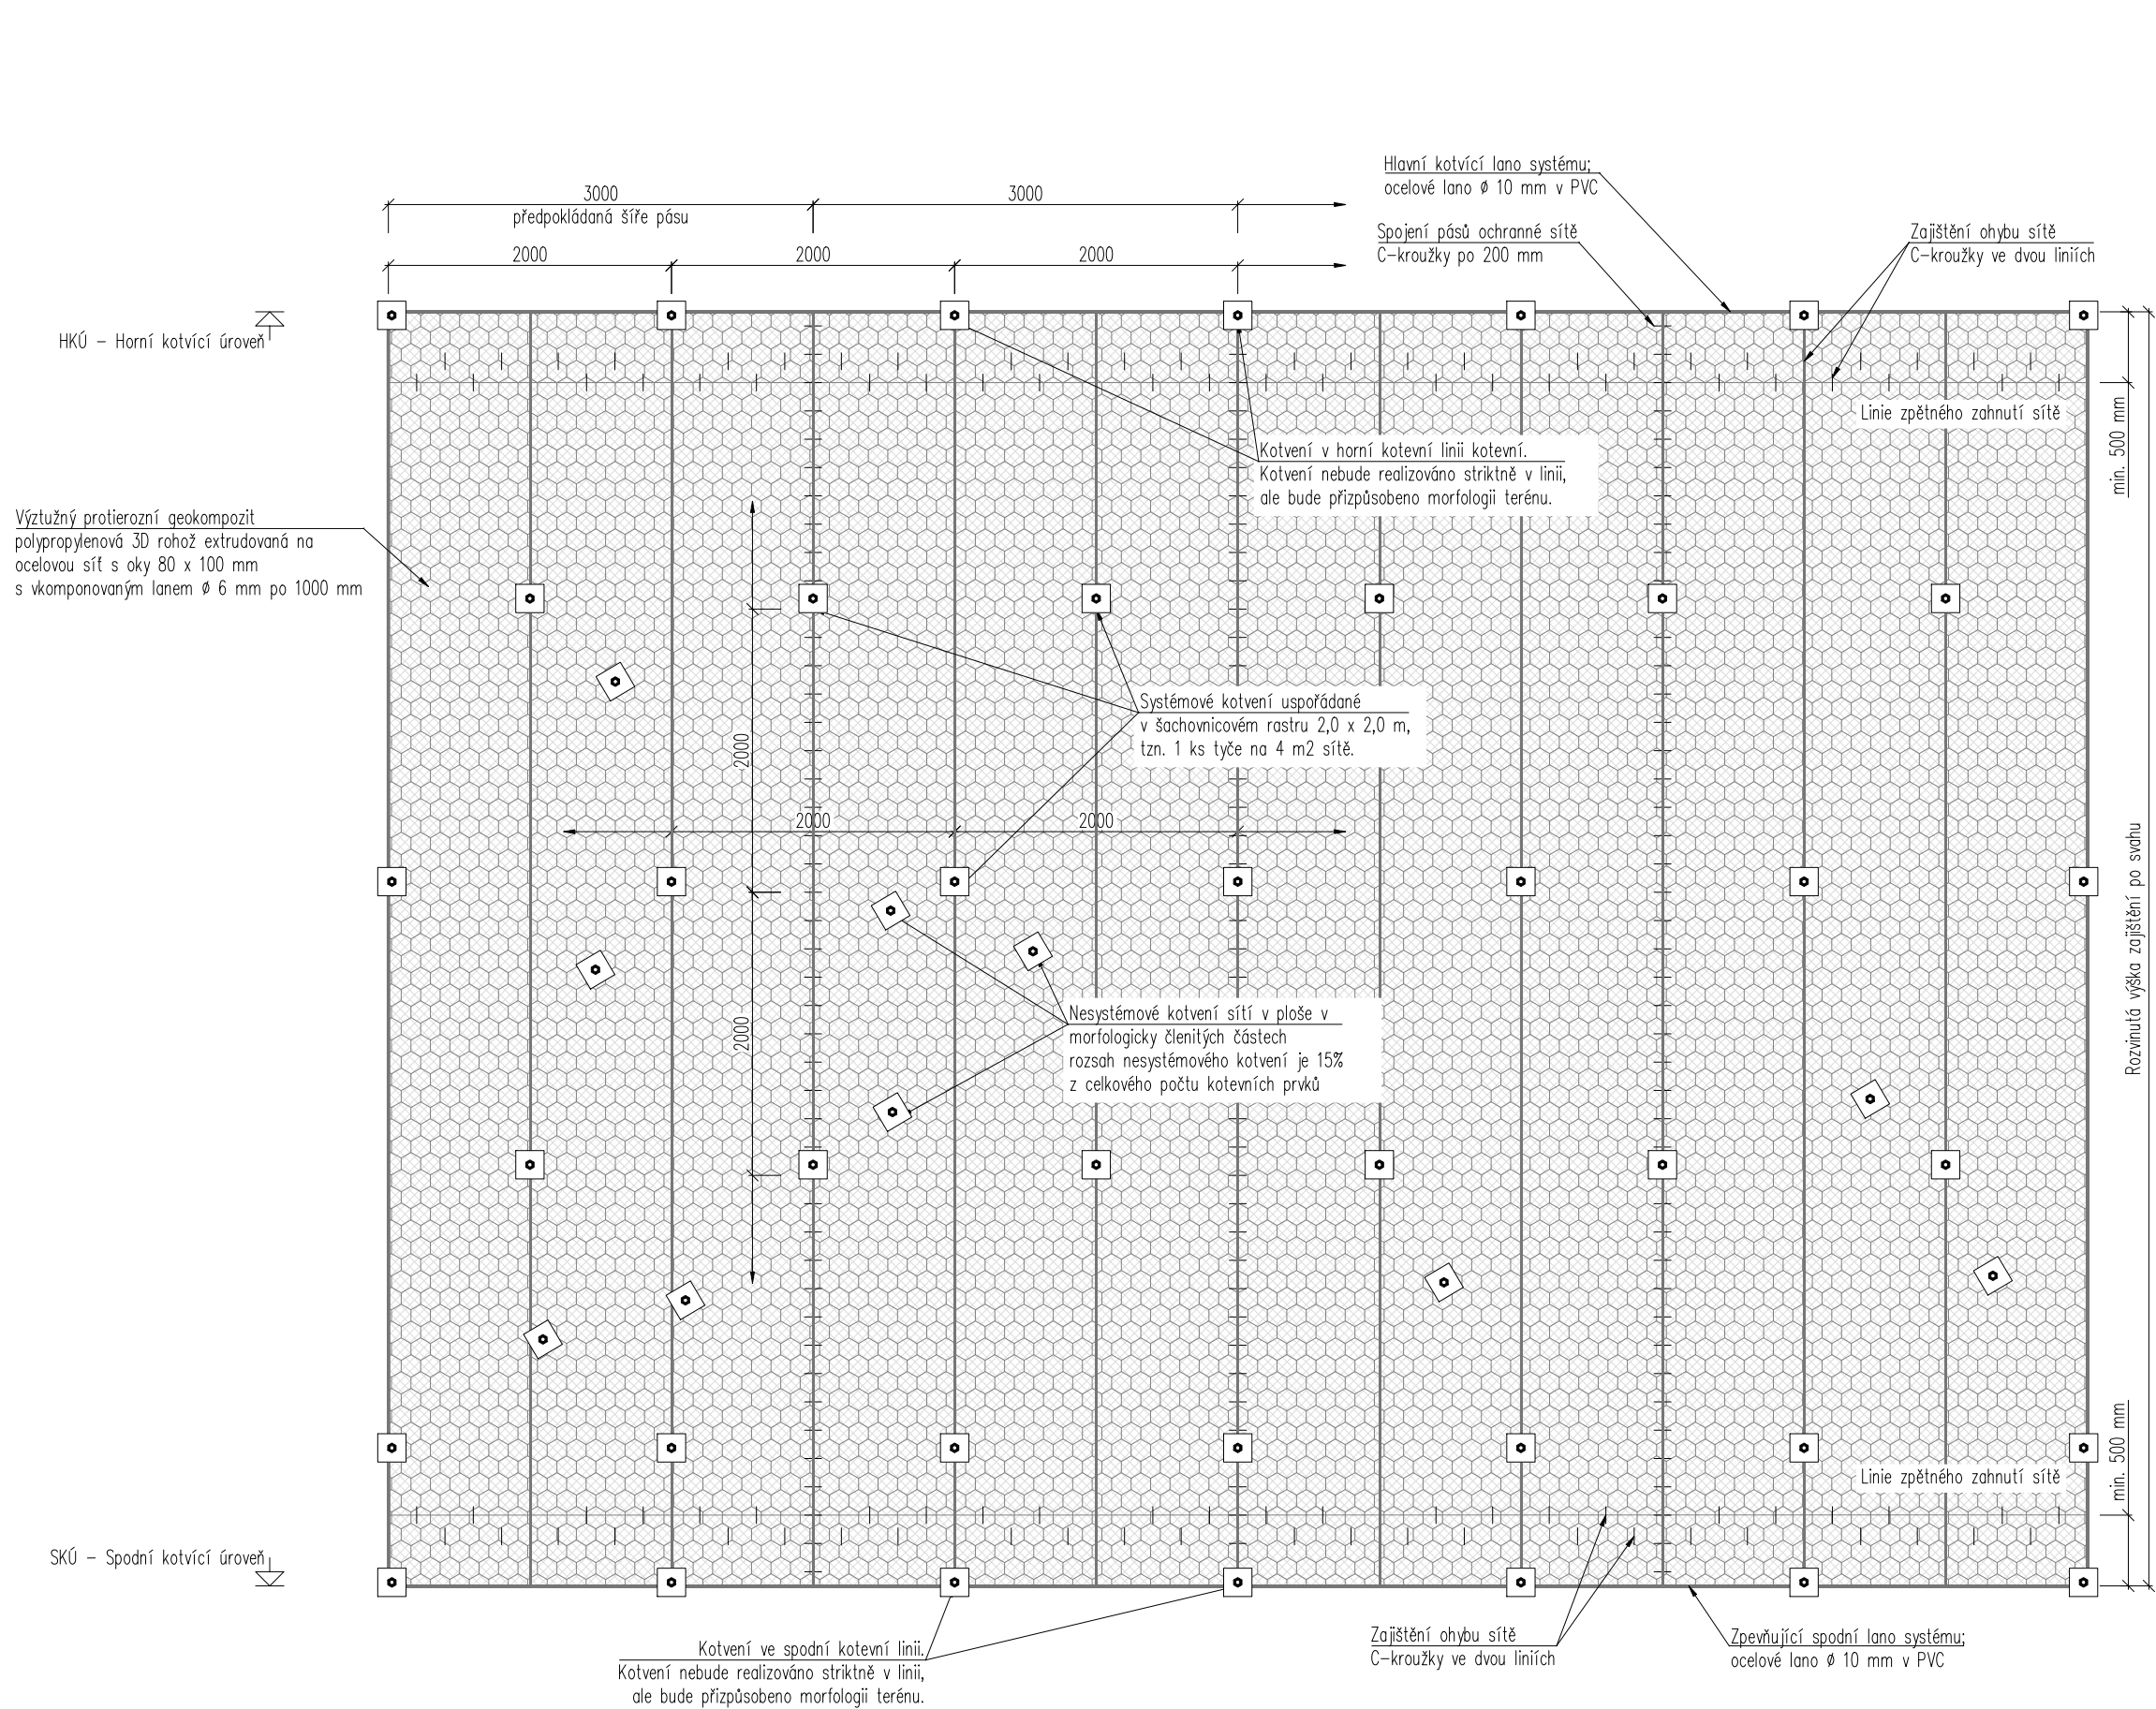 Hlavní kotvící lano systému;
ocelové lano ø 10 mm v PVC
3000
předpokládaná šíře pásu
3000
Spojení pásů ochranné sítě
C-kroužky po 200 mm
Zajištění ohybu sítě
C-kroužky ve dvou liniích
2000
2000
2000
HKÚ - Horní kotvící úroveň
Linie zpětného zahnutí sítě
min. 500 mm
Kotvení v horní kotevní linii kotevní.
Kotvení nebude realizováno striktně v linii,
ale bude přizpůsobeno morfologii terénu.
Výztužný protierozní geokompozit
polypropylenová 3D rohož extrudovaná na
ocelovou síť s oky 80 x 100 mm
s vkomponovaným lanem ø 6 mm po 1000 mm
Systémové kotvení uspořádané
v šachovnicovém rastru 2,0 x 2,0 m,
tzn. 1 ks tyče na 4 m2 sítě.
2000
2000
2000
Rozvinutá výška zajištění po svahu
Nesystémové kotvení sítí v ploše v
morfologicky členitých částech
rozsah nesystémového kotvení je 15%
z celkového počtu kotevních prvků
2000
Linie zpětného zahnutí sítě
min. 500 mm
SKÚ - Spodní kotvící úroveň
Kotvení ve spodní kotevní linii.
Kotvení nebude realizováno striktně v linii,
ale bude přizpůsobeno morfologii terénu.
Zajištění ohybu sítě
C-kroužky ve dvou liniích
Zpevňující spodní lano systému;
ocelové lano ø 10 mm v PVC